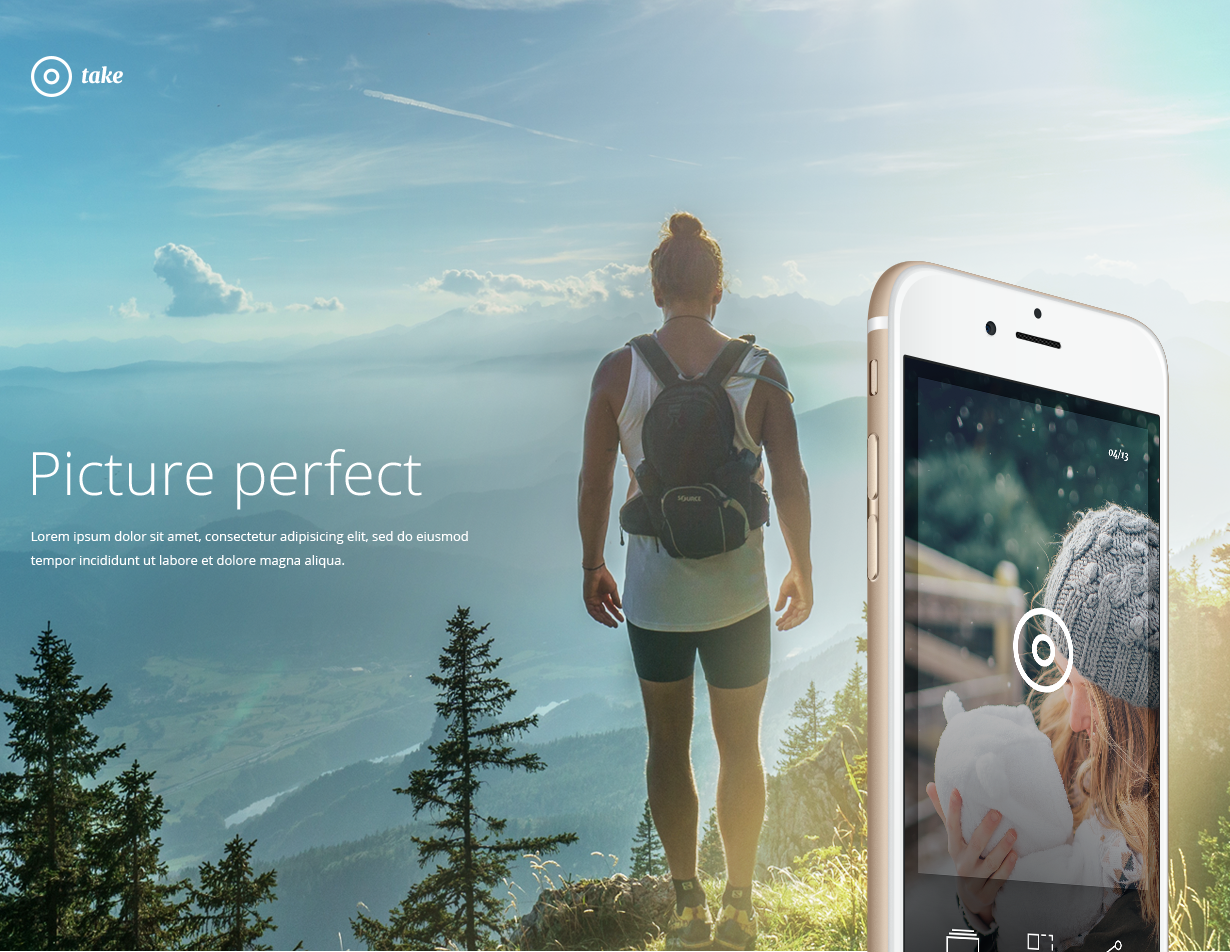 take
Picture perfect
Lorem ipsum dolor sit amet, consectetur adipisicing elit, sed do eiusmod
tempor incididunt ut labore et dolore magna aliqua.
04/13
SOURCE